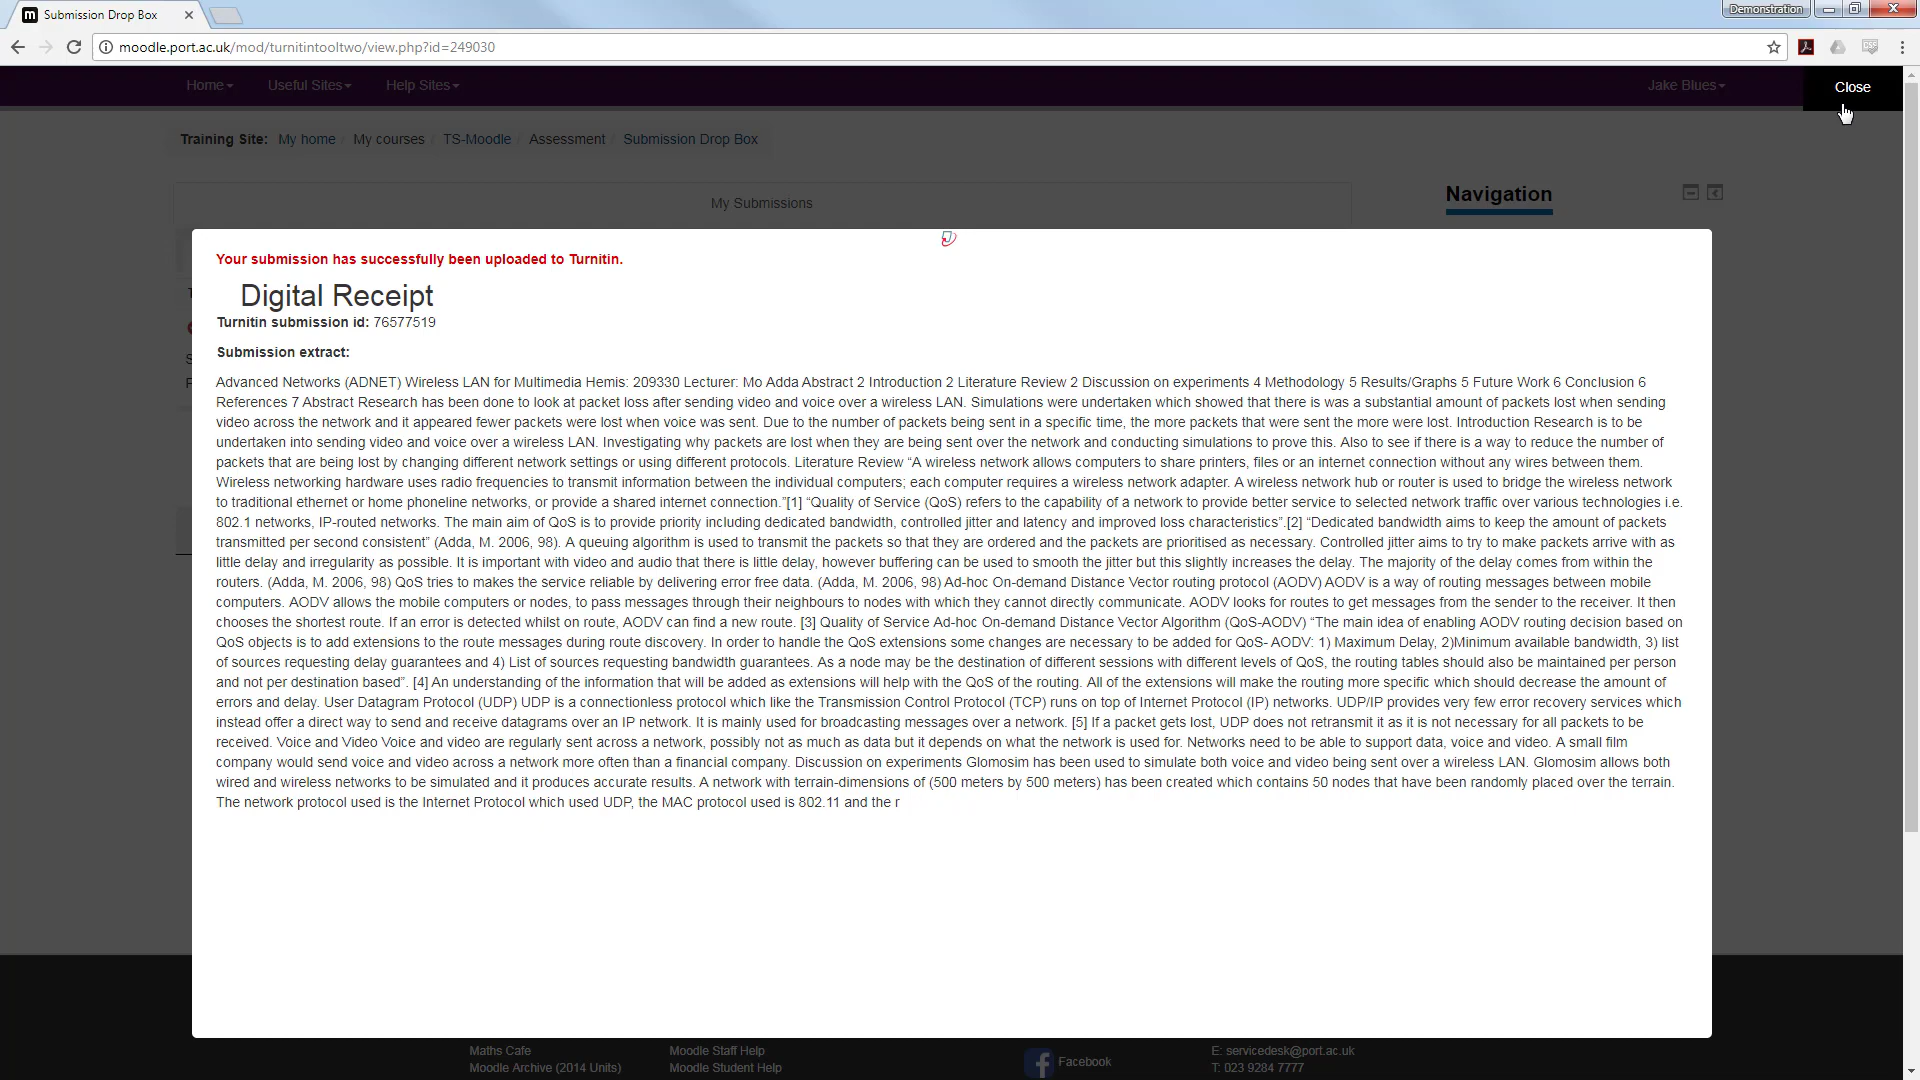 Submission Drop Box
Demonstration
moodle.port.ac.uk/mod/turnitintooltwo/view.php?id=249030
Home Useful Sites Help Sites Jake Blues
Close
Training Site: My home / My courses / TS-Moodle / Assessment / Submission Drop Box
My Submissions
Navigation
Your submission has successfully been uploaded to Turnitin.
Digital Receipt
Turnitin submission id: 76577519
Submission extract:
Advanced Networks (ADNET) Wireless LAN for Multimedia Hemis: 209330 Lecturer: Mo Adda Abstract 2 Introduction 2 Literature Review 2 Discussion on experiments 4 Methodology 5 Results/Graphs 5 Future Work 6 Conclusion 6
References 7 Abstract Research has been done to look at packet loss after sending video and voice over a wireless LAN. Simulations were undertaken which showed that there is was a substantial amount of packets lost when sending
video across the network and it appeared fewer packets were lost when voice was sent. Due to the number of packets being sent in a specific time, the more packets that were sent the more were lost. Introduction Research is to be
undertaken into sending video and voice over a wireless LAN. Investigating why packets are lost when they are being sent over the network and conducting simulations to prove this. Also to see if there is a way to reduce the number of
packets that are being lost by changing different network settings or using different protocols. Literature Review “A wireless network allows computers to share printers, files or an internet connection without any wires between them.
Wireless networking hardware uses radio frequencies to transmit information between the individual computers; each computer requires a wireless network adapter. A wireless network hub or router is used to bridge the wireless network
to traditional ethernet or home phoneline networks, or provide a shared internet connection.”[1] “Quality of Service (QoS) refers to the capability of a network to provide better service to selected network traffic over various technologies i.e.
802.1 networks, IP-routed networks. The main aim of QoS is to provide priority including dedicated bandwidth, controlled jitter and latency and improved loss characteristics”.[2] “Dedicated bandwidth aims to keep the amount of packets
transmitted per second consistent” (Adda, M. 2006, 98). A queuing algorithm is used to transmit the packets so that they are ordered and the packets are prioritised as necessary. Controlled jitter aims to try to make packets arrive with as
little delay and irregularity as possible. It is important with video and audio that there is little delay, however buffering can be used to smooth the jitter but this slightly increases the delay. The majority of the delay comes from within the
routers. (Adda, M. 2006, 98) QoS tries to makes the service reliable by delivering error free data. (Adda, M. 2006, 98) Ad-hoc On-demand Distance Vector routing protocol (AODV) AODV is a way of routing messages between mobile
computers. AODV allows the mobile computers or nodes, to pass messages through their neighbours to nodes with which they cannot directly communicate. AODV looks for routes to get messages from the sender to the receiver. It then
chooses the shortest route. If an error is detected whilst on route, AODV can find a new route. [3] Quality of Service Ad-hoc On-demand Distance Vector Algorithm (QoS-AODV) “The main idea of enabling AODV routing decision based on
QoS objects is to add extensions to the route messages during route discovery. In order to handle the QoS extensions some changes are necessary to be added for QoS- AODV: 1) Maximum Delay, 2)Minimum available bandwidth, 3) list
of sources requesting delay guarantees and 4) List of sources requesting bandwidth guarantees. As a node may be the destination of different sessions with different levels of QoS, the routing tables should also be maintained per person
and not per destination based”. [4] An understanding of the information that will be added as extensions will help with the QoS of the routing. All of the extensions will make the routing more specific which should decrease the amount of
errors and delay. User Datagram Protocol (UDP) UDP is a connectionless protocol which like the Transmission Control Protocol (TCP) runs on top of Internet Protocol (IP) networks. UDP/IP provides very few error recovery services which
instead offer a direct way to send and receive datagrams over an IP network. It is mainly used for broadcasting messages over a network. [5] If a packet gets lost, UDP does not retransmit it as it is not necessary for all packets to be
received. Voice and Video Voice and video are regularly sent across a network, possibly not as much as data but it depends on what the network is used for. Networks need to be able to support data, voice and video. A small film
company would send voice and video across a network more often than a financial company. Discussion on experiments Glomosim has been used to simulate both voice and video being sent over a wireless LAN. Glomosim allows both
wired and wireless networks to be simulated and it produces accurate results. A network with terrain-dimensions of (500 meters by 500 meters) has been created which contains 50 nodes that have been randomly placed over the terrain.
The network protocol used is the Internet Protocol which used UDP, the MAC protocol used is 802.11 and the r
Maths Cafe Moodle Staff Help Facebook E: servicedesk@port.ac.uk
Moodle Archive (2014 Units) Moodle Student Help T: 023 9284 7777